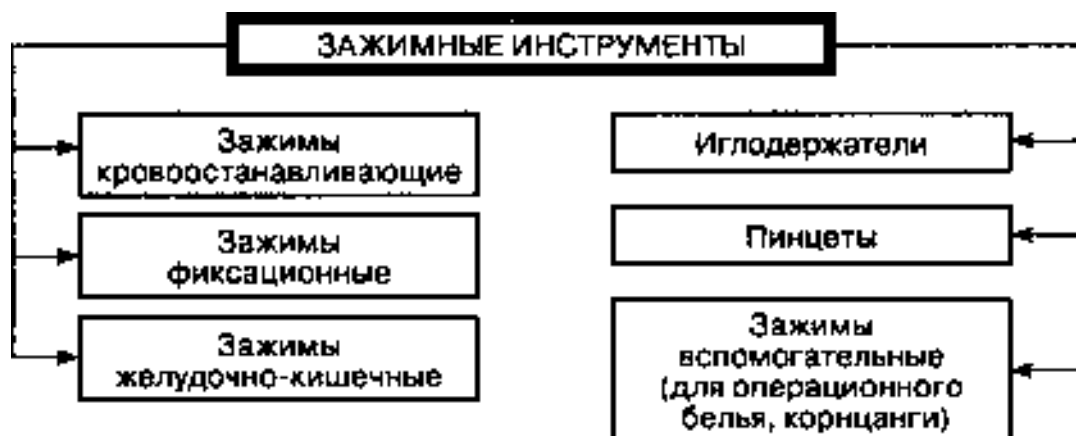 ЗАЖИМНЫЕ ИНСТРУМЕНТЫ
Зажимы
кровоостанавливающие
Зажимы
фиксационные
Зажимы
желудочно-кишечные
Иглодержатели
Пинцеты
Зажимы
вспомогательные
(для операционного
белья, корнцанги)